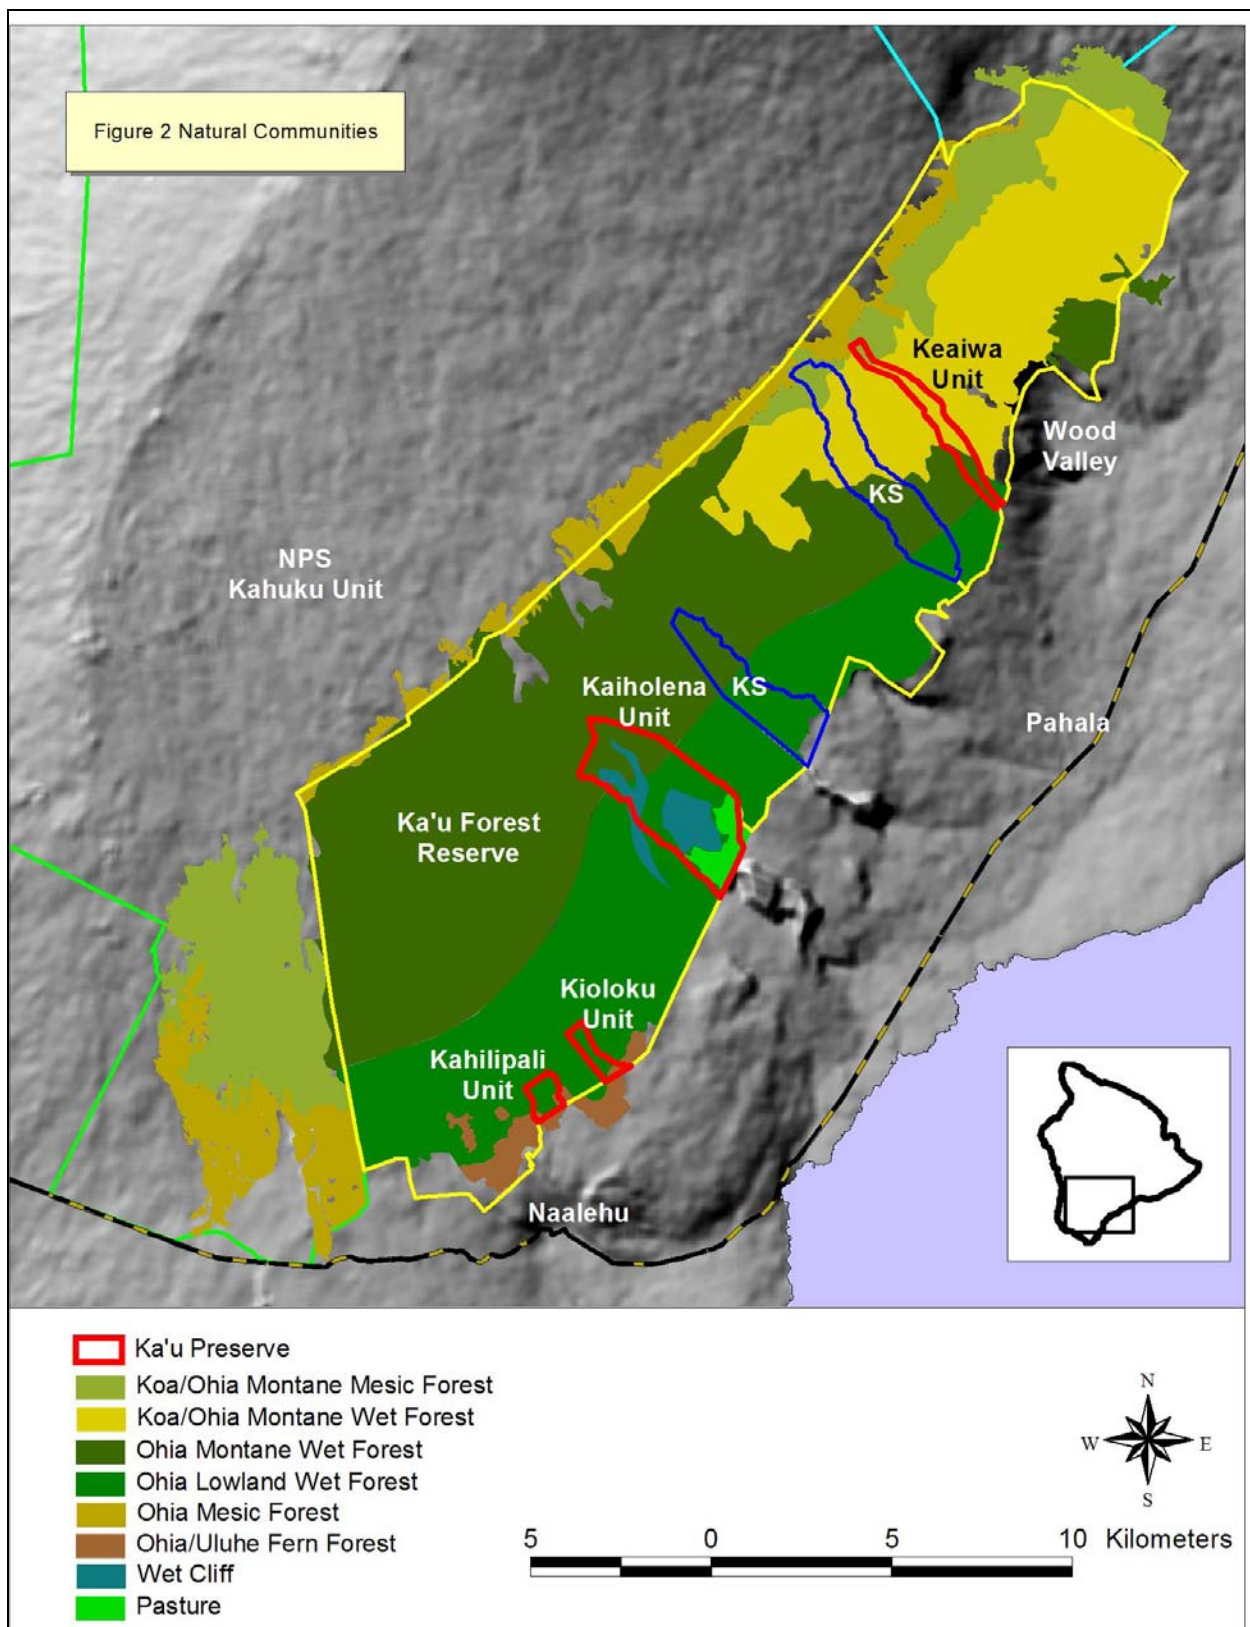 Figure 2 Natural Communities
Keaiwa
Unit
Wood
Valley
KS
NPS
Kahuku Unit
Kaiholena
Unit
KS
Pahala
Ka'u Forest
Reserve
Kioloku
Unit
Kahilipali
Unit
Naalehu
Ka'u Preserve
Koa/Ohia Montane Mesic Forest
Koa/Ohia Montane Wet Forest
Ohia Montane Wet Forest
Ohia Lowland Wet Forest
Ohia Mesic Forest
Ohia/Uluhe Fern Forest
Wet Cliff
Pasture
N
W E
S
5 0 5 10 Kilometers